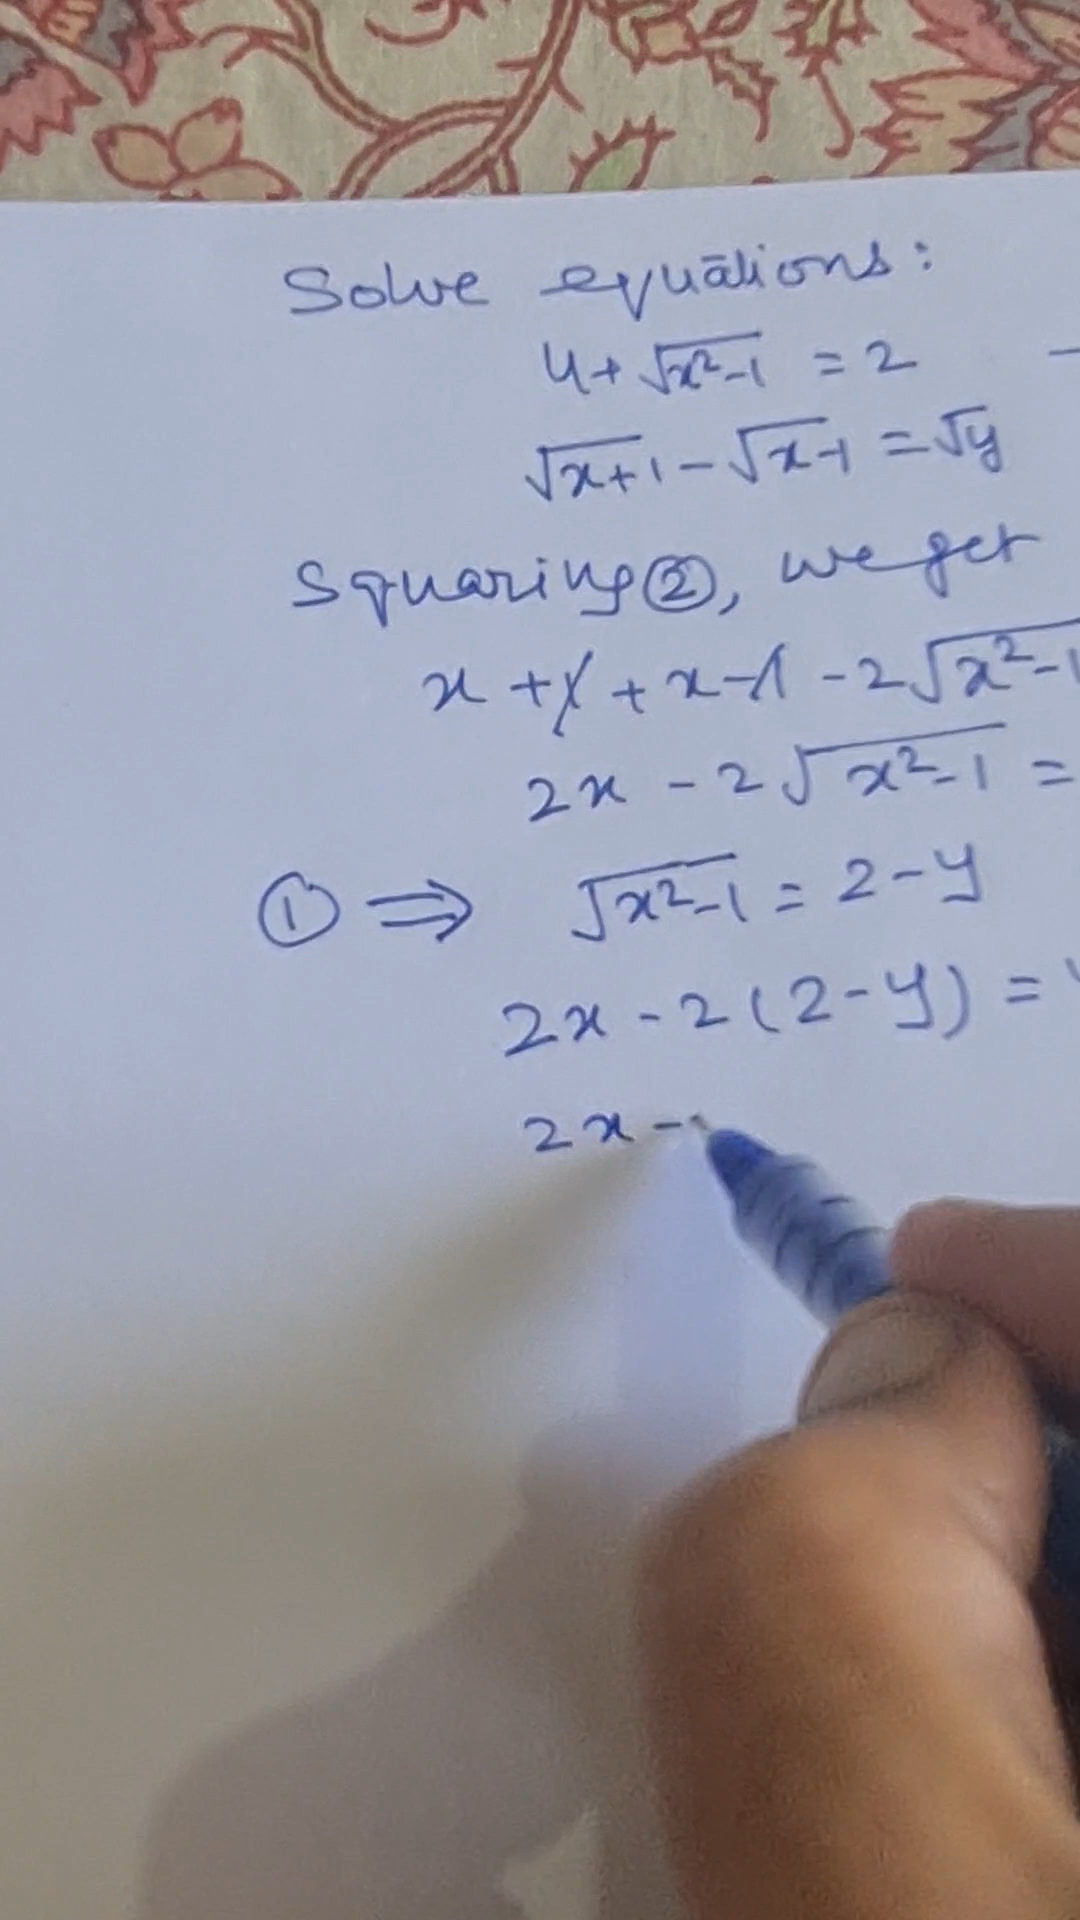 Solve equations:
y + √x²-1 = 2 —
√x+1 - √x-1 = √y
Squaring ②, we get
x + 1 + x - 1 - 2√x²-1
2x - 2√x²-1 =
① ⇒ √x²-1 = 2 - y
2x - 2(2-y) =
2x -